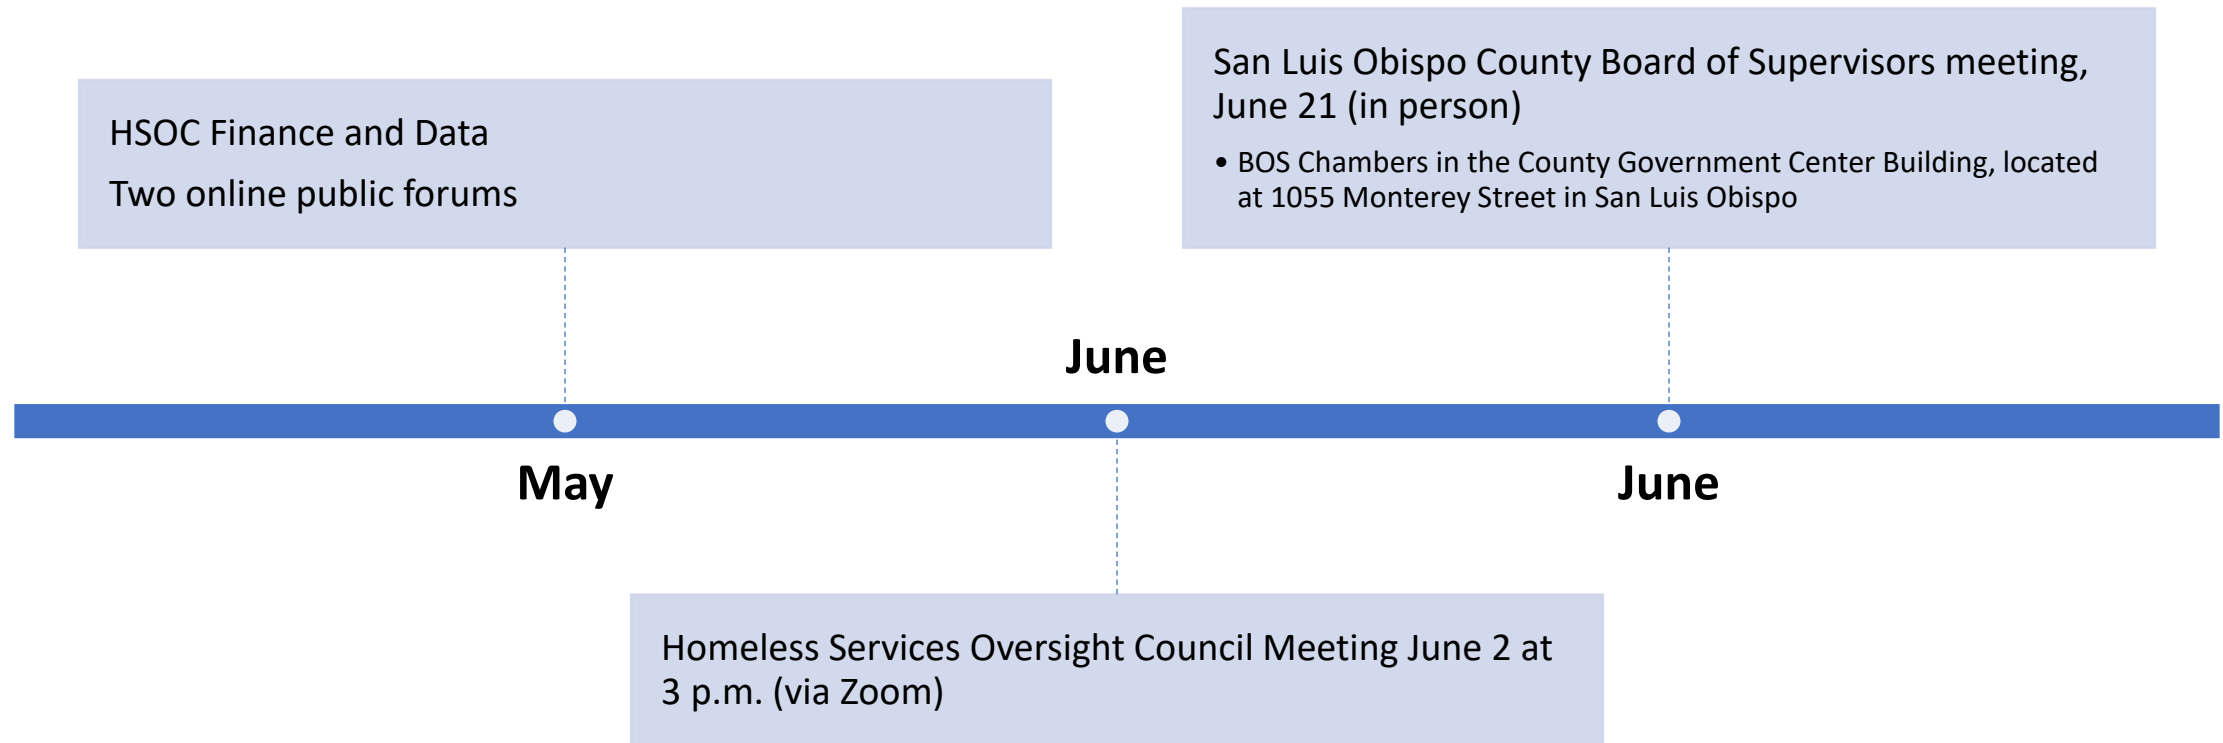 HSOC Finance and Data
Two online public forums
May
June
Homeless Services Oversight Council Meeting June 2 at
3 p.m. (via Zoom)
San Luis Obispo County Board of Supervisors meeting,
June 21 (in person)
• BOS Chambers in the County Government Center Building, located
at 1055 Monterey Street in San Luis Obispo
June